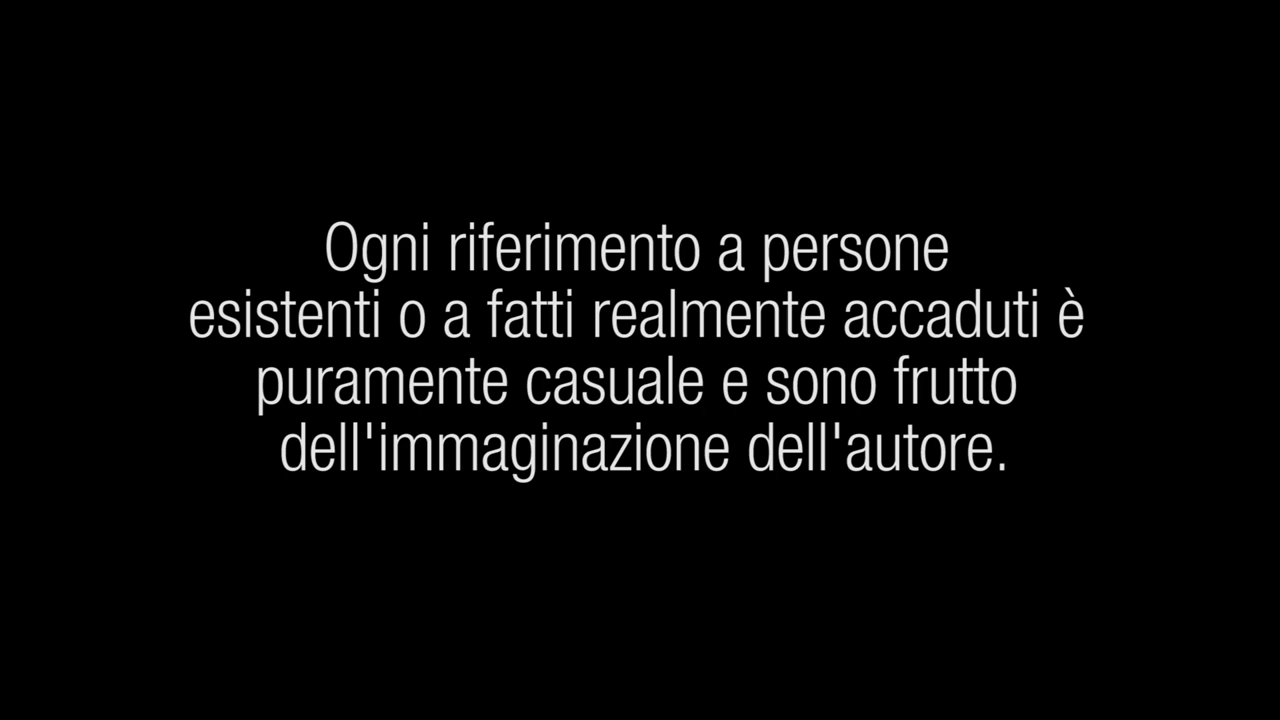 Ogni riferimento a persone
esistenti o a fatti realmente accaduti è
puramente casuale e sono frutto
dell'immaginazione dell'autore.